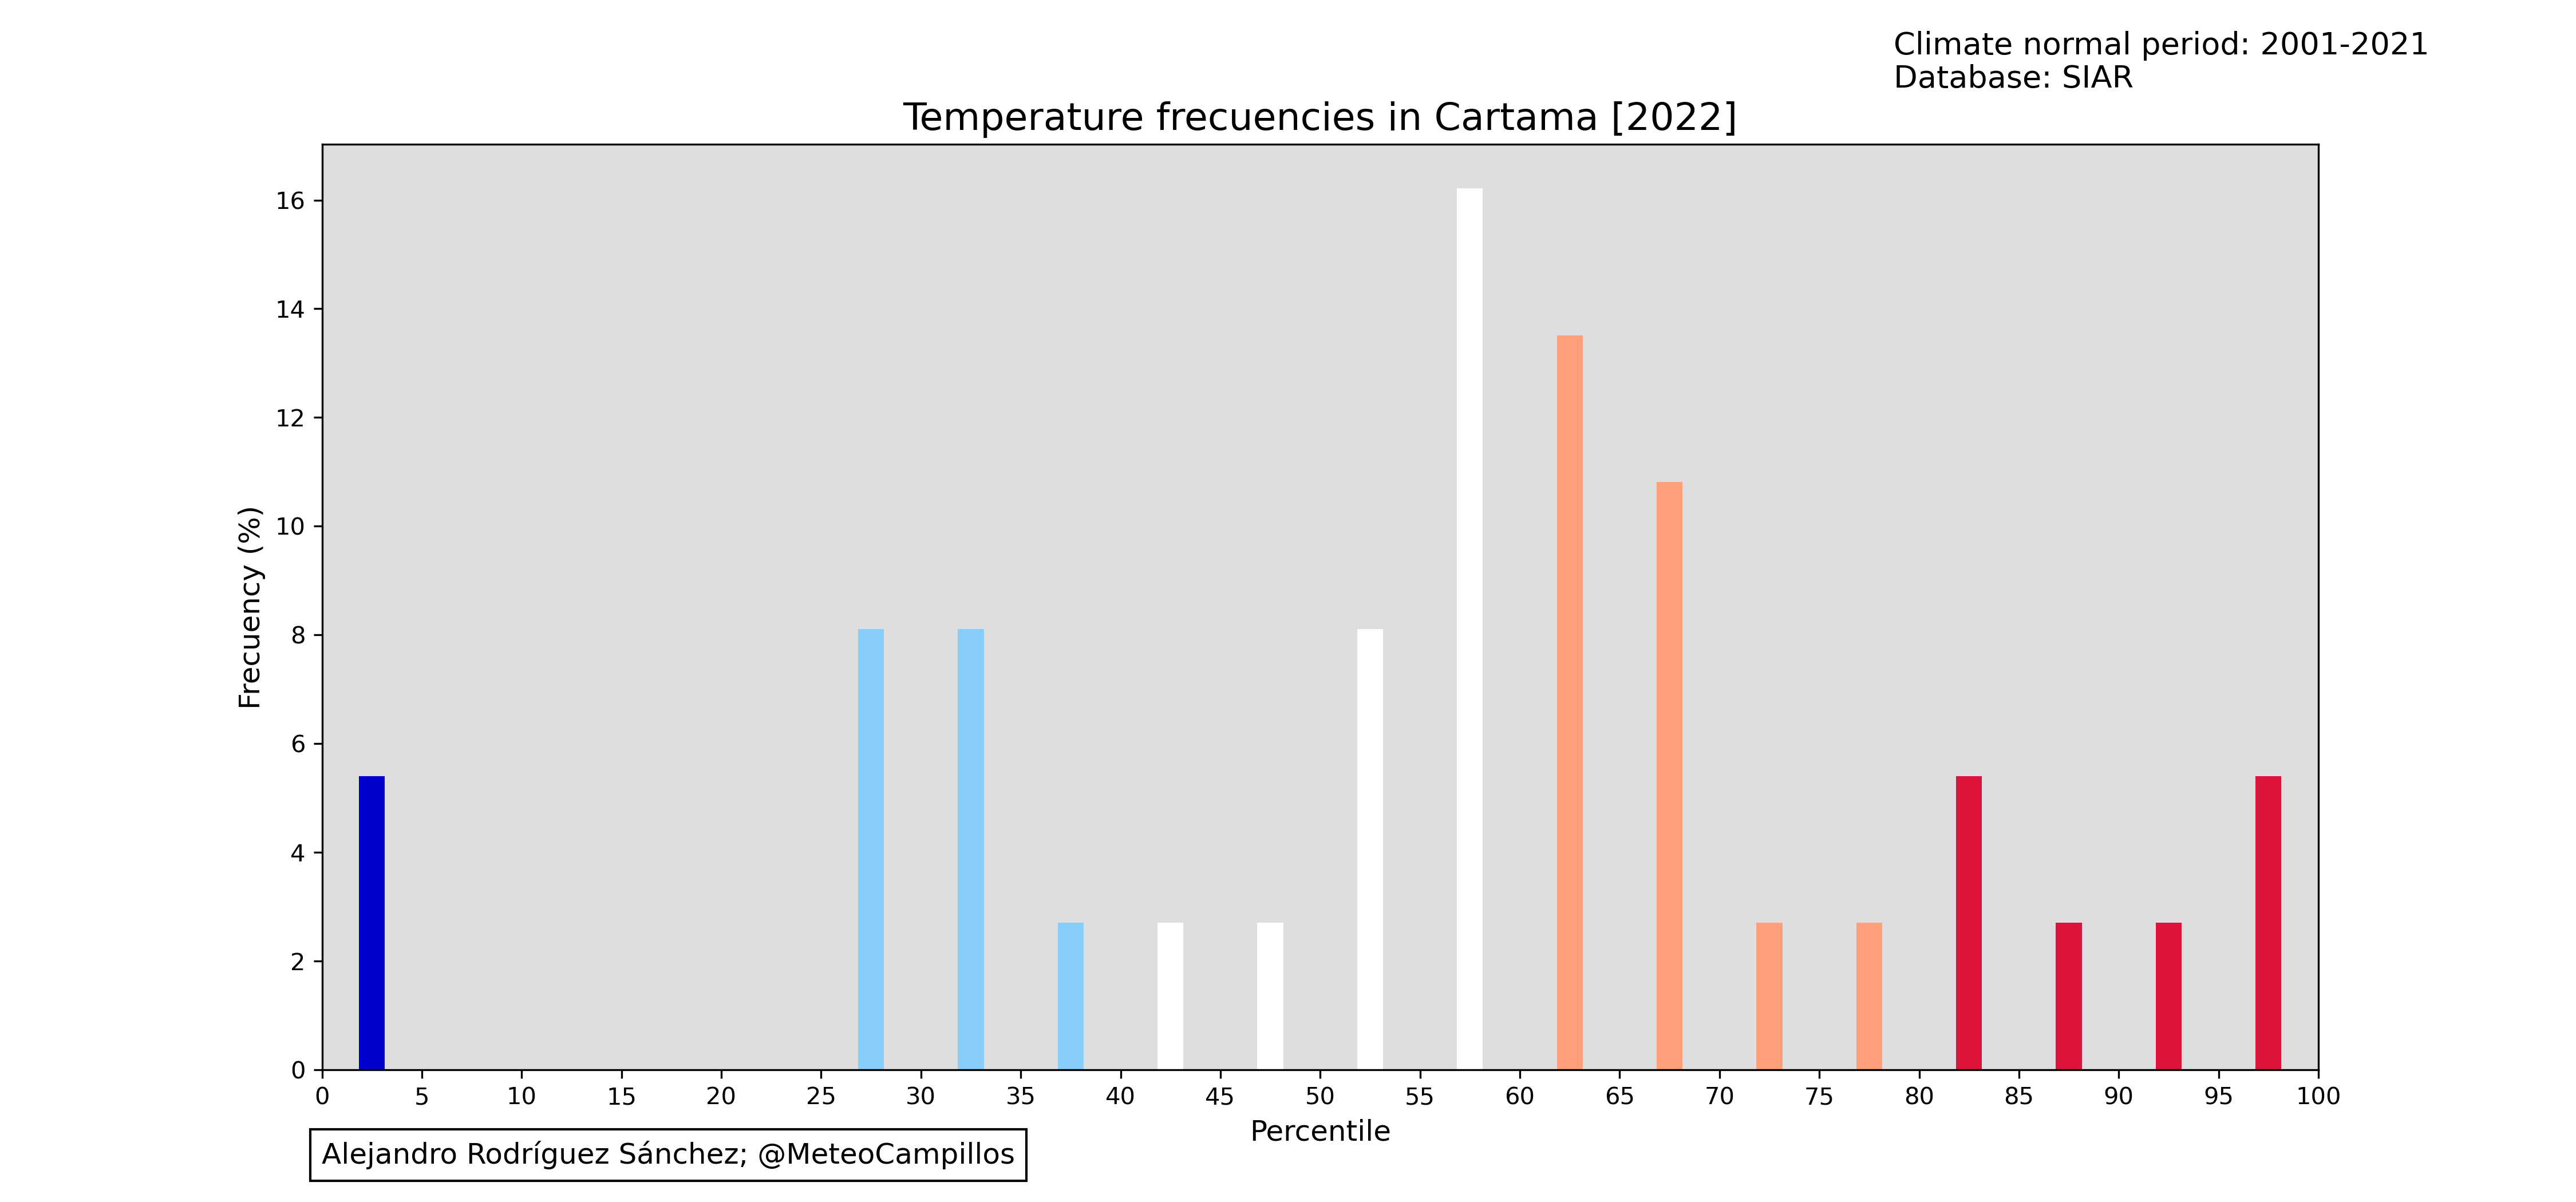 Climate normal period: 2001-2021
Database: SIAR
Temperature frecuencies in Cartama [2022]
Frecuency (%)
16
14
12
10
8
6
4
2
0
0 5 10 15 20 25 30 35 40 45 50 55 60 65 70 75 80 85 90 95 100
Percentile
Alejandro Rodríguez Sánchez; @MeteoCampillos